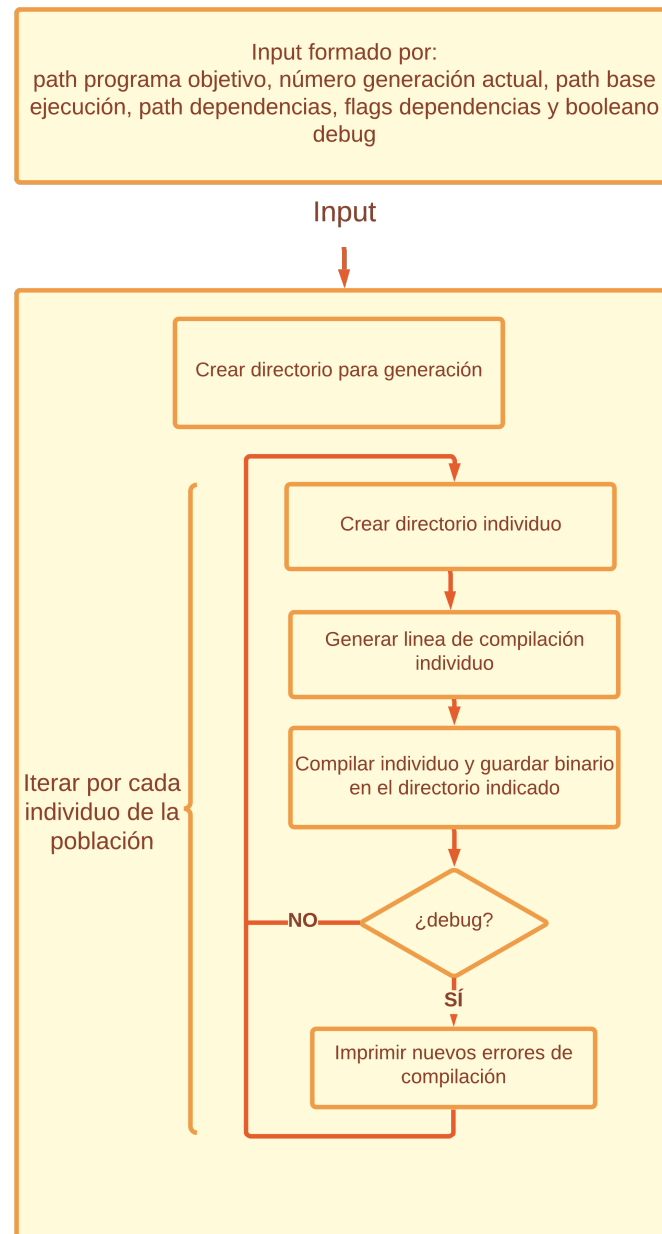 Input formado por:
path programa objetivo, número generación actual, path base
ejecución, path dependencias, flags dependencias y booleano
debug
Input
Crear directorio para generación
Crear directorio individuo
Generar linea de compilación
individuo
Compilar individuo y guardar binario
en el directorio indicado
Iterar por cada
individuo de la
población
¿debug?
NO
SÍ
Imprimir nuevos errores de
compilación